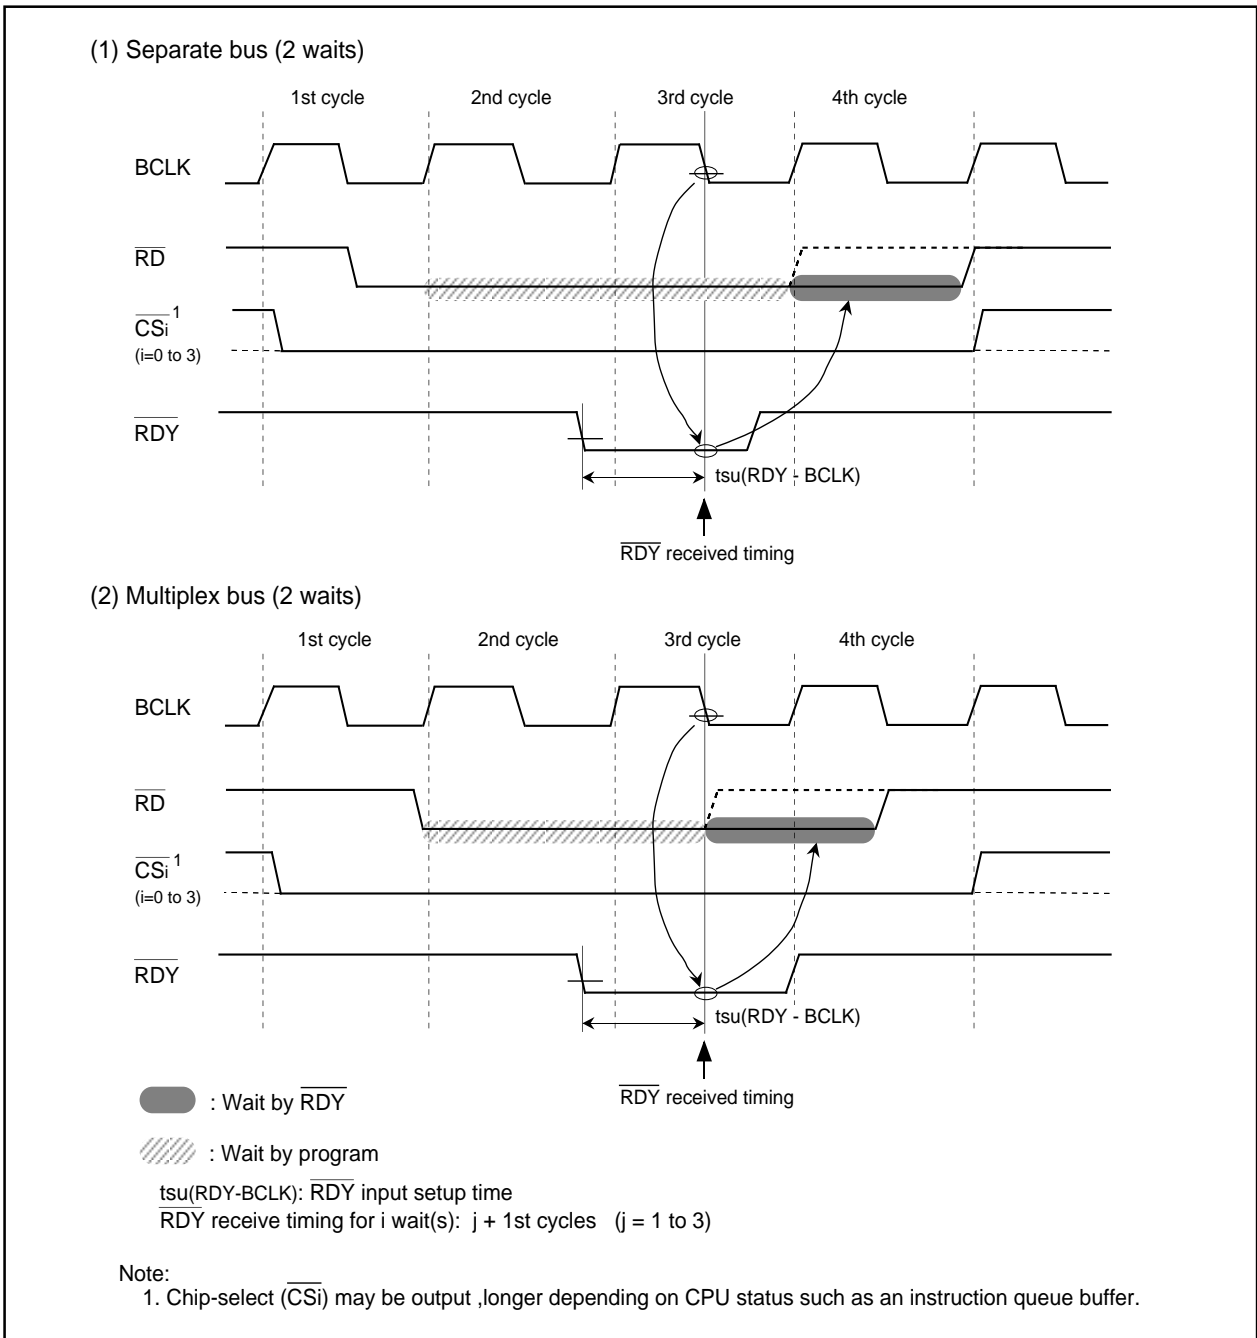 (1) Separate bus (2 waits)
1st cycle 2nd cycle 3rd cycle 4th cycle
BCLK
RD
CSi 1
(i=0 to 3)
RDY
tsu(RDY - BCLK)
RDY received timing
(2) Multiplex bus (2 waits)
1st cycle 2nd cycle 3rd cycle 4th cycle
BCLK
RD
CSi 1
(i=0 to 3)
RDY
tsu(RDY - BCLK)
RDY received timing
: Wait by RDY
: Wait by program
tsu(RDY-BCLK): RDY input setup time
RDY receive timing for i wait(s): j + 1st cycles (j = 1 to 3)
Note:
1. Chip-select (CSi) may be output ,longer depending on CPU status such as an instruction queue buffer.